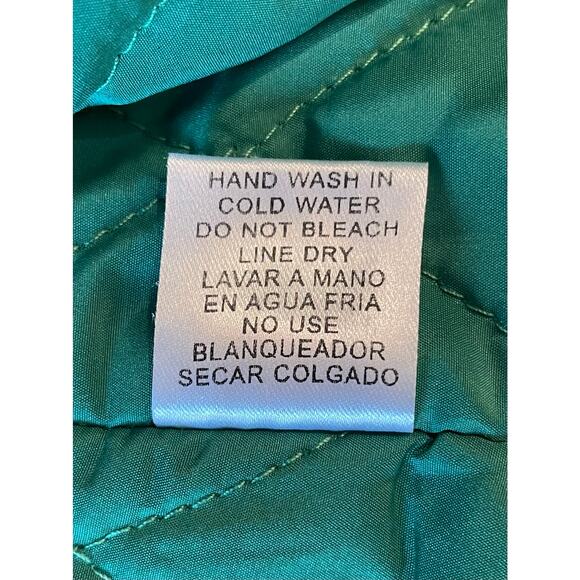 HAND WASH IN
COLD WATER
DO NOT BLEACH
LINE DRY
LAVAR A MANO
EN AGUA FRIA
NO USE
BLANQUEADOR
SECAR COLGADO